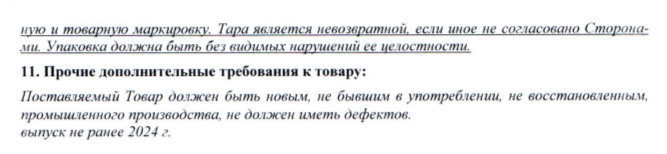 ную и товарную маркировку. Тара является невозвратной, если иное не согласовано Сторона-
ми. Упаковка должна быть без видимых нарушений ее целостности.
11. Прочие дополнительные требования к товару:
Поставляемый Товар должен быть новым, не бывшим в употреблении, не восстановленным,
промышленного производства, не должен иметь дефектов.
выпуск не ранее 2024 г.